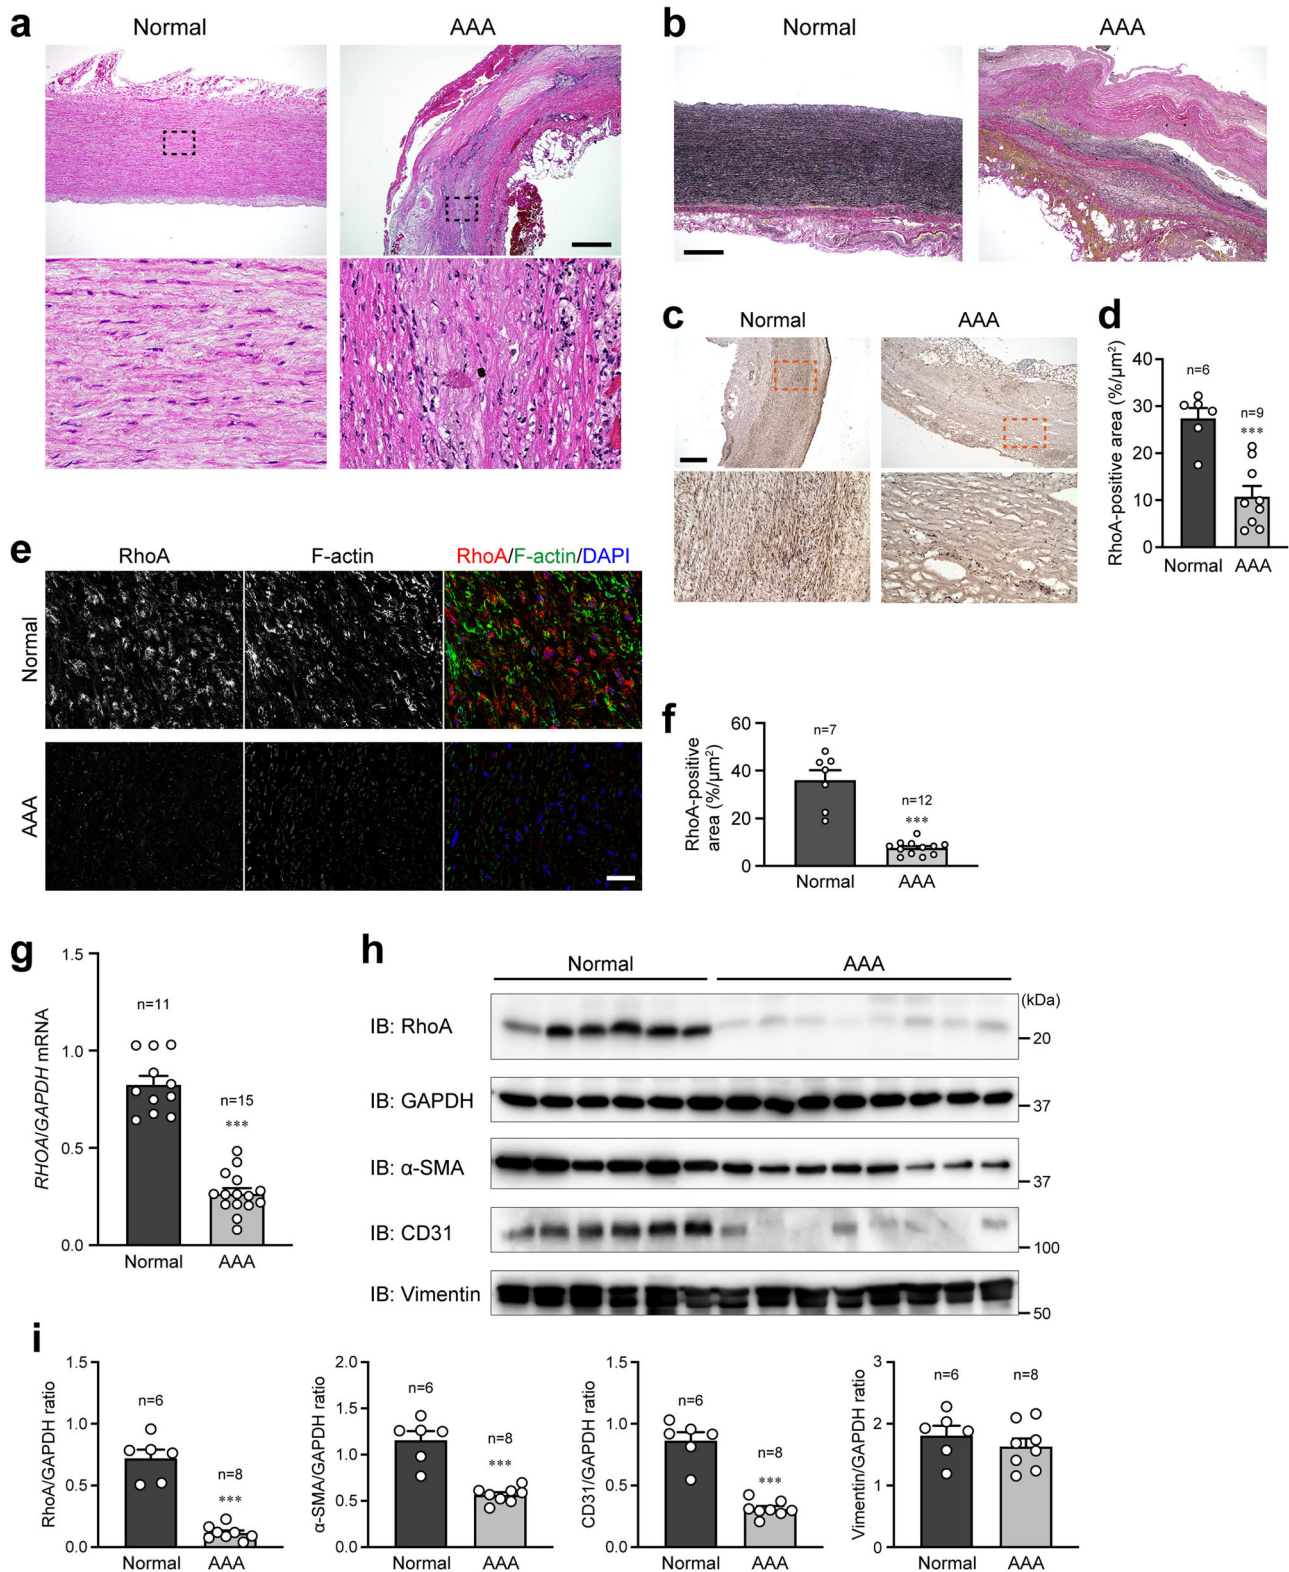 a
Normal
AAA
b
Normal
AAA
c
Normal
AAA
d
RhoA-positive area (%/μm²)
40
30
20
10
0
n=6
n=9
***
Normal
AAA
e
RhoA
F-actin
RhoA/F-actin/DAPI
Normal
AAA
f
RhoA-positive
area (%/μm²)
60
40
20
0
n=7
n=12
***
Normal
AAA
g
RHOA/GAPDH mRNA
1.5
1.0
0.5
0.0
n=11
n=15
***
Normal
AAA
h
Normal
AAA
(kDa)
IB: RhoA
20
IB: GAPDH
37
IB: α-SMA
37
IB: CD31
100
IB: Vimentin
50
i
RhoA/GAPDH ratio
1.5
1.0
0.5
0.0
n=6
n=8
***
Normal
AAA
α-SMA/GAPDH ratio
2.0
1.5
1.0
0.5
0.0
n=6
n=8
***
Normal
AAA
CD31/GAPDH ratio
1.5
1.0
0.5
0.0
n=6
n=8
***
Normal
AAA
Vimentin/GAPDH ratio
3
2
1
0
n=6
n=8
Normal
AAA